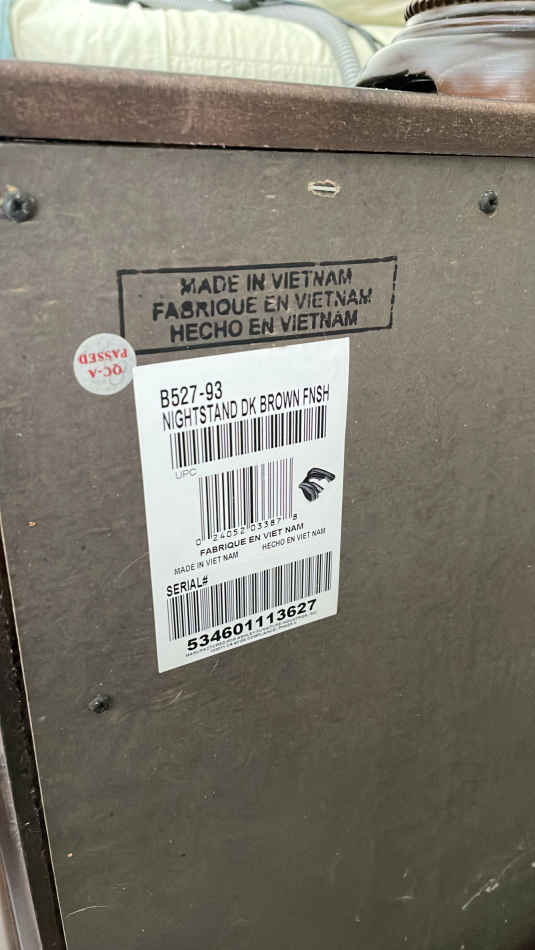 MADE IN VIETNAM
FABRIQUE EN VIETNAM
HECHO EN VIETNÁM
QC-A
PASSED
B527-93
NIGHTSTAND DK BROWN FNSH
UPC
0 24052 03387 8
FABRIQUE EN VIET NAM
MADE IN VIET NAM HECHO EN VIET NAM
SERIAL#
534601113627